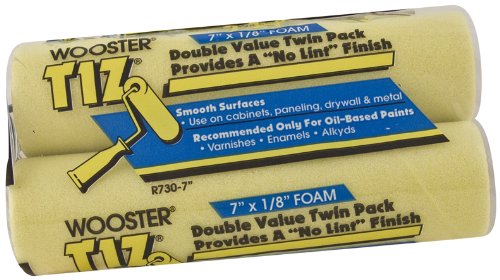 WOOSTER®
TIZ®
7" x 1/8" FOAM
Double Value Twin Pack
Provides A "No Lint" Finish
Smooth Surfaces
• Use on cabinets, paneling, drywall & metal
Recommended Only For Oil-Based Paints
• Varnishes • Enamels • Alkyds
R730-7"
7" x 1/8" FOAM
WOOSTER®
TIZ®
Double Value Twin Pack
Provides A "No Lint" Finish